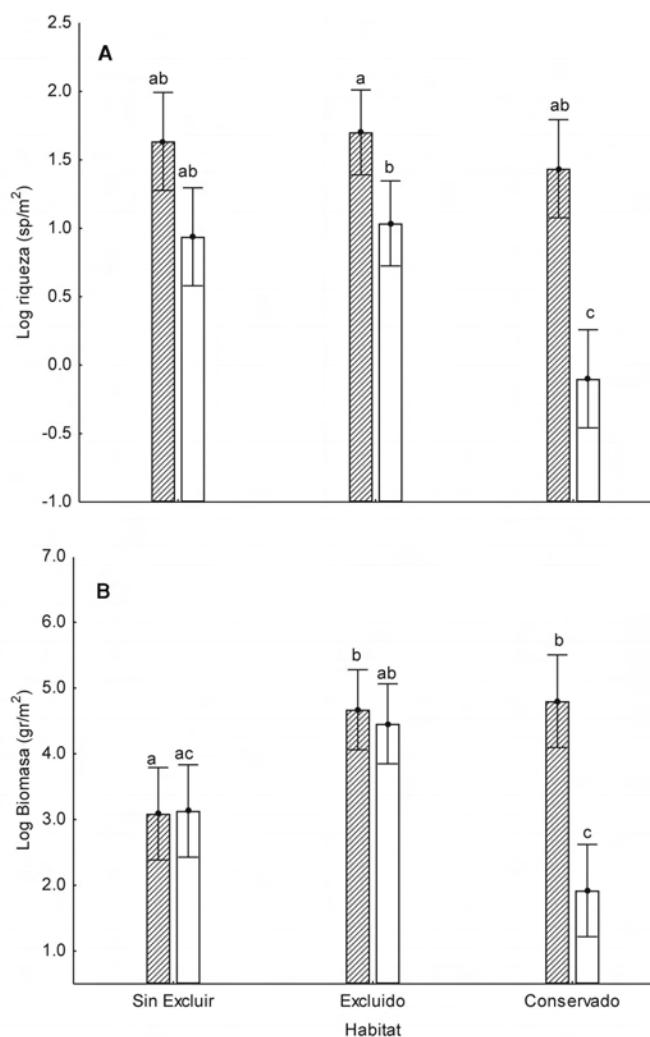 A
Log riqueza (sp/m²)
2.5
2.0
1.5
1.0
0.5
0.0
-0.5
-1.0
ab
ab
a
b
ab
c
B
Log Biomasa (gr/m²)
7.0
6.0
5.0
4.0
3.0
2.0
1.0
a
ac
b
ab
b
c
Sin Excluir
Excluido
Conservado
Habitat